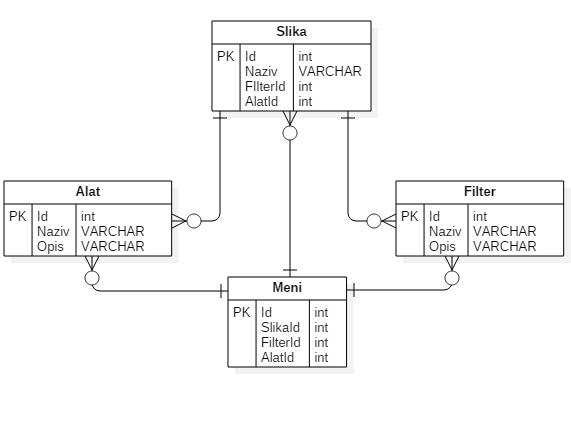 Slika
PK Id int
Naziv VARCHAR
FIlterId int
AlatId int
Alat
PK Id int
Naziv VARCHAR
Opis VARCHAR
Filter
PK Id int
Naziv VARCHAR
Opis VARCHAR
Meni
PK Id int
SlikaId int
FilterId int
AlatId int